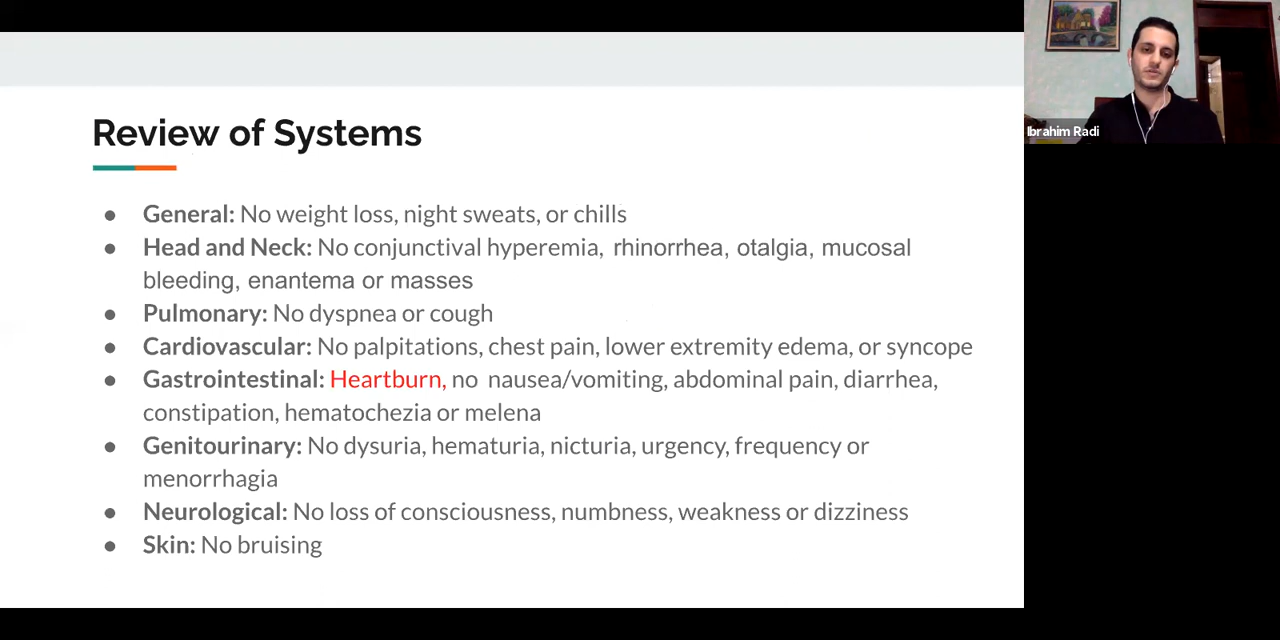 Review of Systems
● General: No weight loss, night sweats, or chills
● Head and Neck: No conjunctival hyperemia, rhinorrhea, otalgia, mucosal
bleeding, enantema or masses
● Pulmonary: No dyspnea or cough
● Cardiovascular: No palpitations, chest pain, lower extremity edema, or syncope
● Gastrointestinal: Heartburn, no nausea/vomiting, abdominal pain, diarrhea,
constipation, hematochezia or melena
● Genitourinary: No dysuria, hematuria, nicturia, urgency, frequency or
menorrhagia
● Neurological: No loss of consciousness, numbness, weakness or dizziness
● Skin: No bruising
Ibrahim Radi